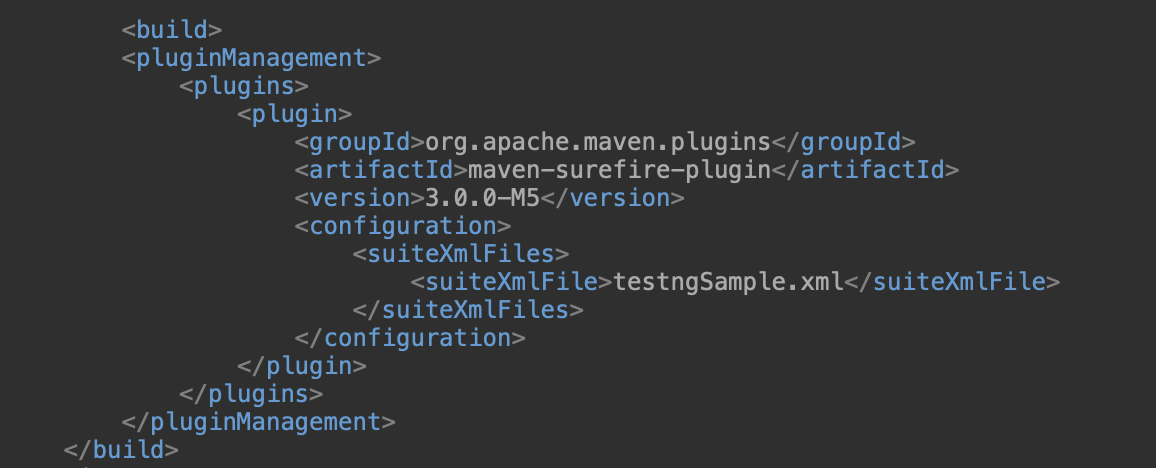 <build>
<pluginManagement>
<plugins>
<plugin>
<groupId>org.apache.maven.plugins</groupId>
<artifactId>maven-surefire-plugin</artifactId>
<version>3.0.0-M5</version>
<configuration>
<suiteXmlFiles>
<suiteXmlFile>testngSample.xml</suiteXmlFile>
</suiteXmlFiles>
</configuration>
</plugin>
</plugins>
</pluginManagement>
</build>